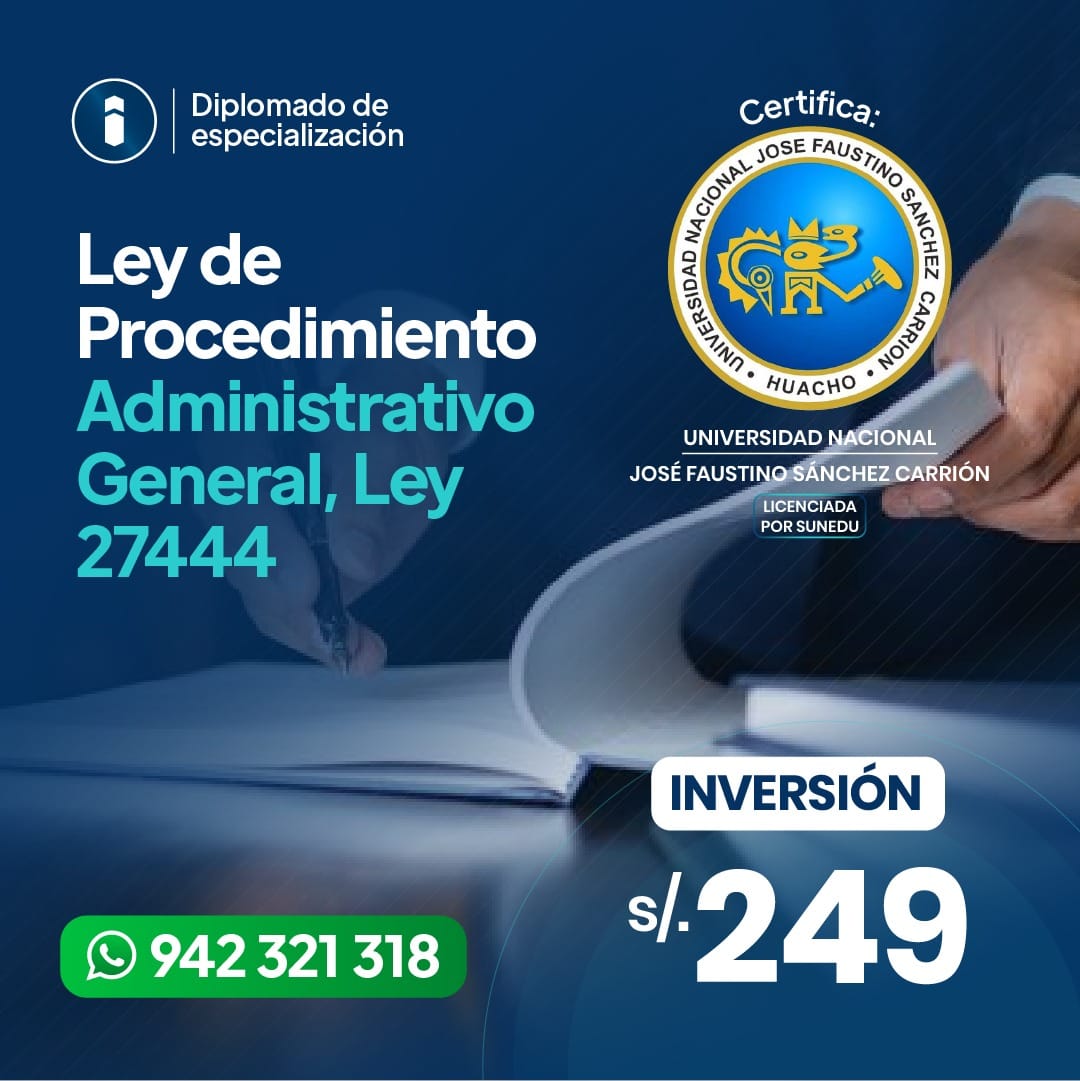 Diplomado de
especialización
Ley de
Procedimiento
Administrativo
General, Ley
27444
Certifica:
UNIVERSIDAD NACIONAL JOSE FAUSTINO SANCHEZ CARRION
• HUACHO •
UNIVERSIDAD NACIONAL
JOSÉ FAUSTINO SÁNCHEZ CARRIÓN
LICENCIADA
POR SUNEDU
INVERSIÓN
s/.249
942 321 318